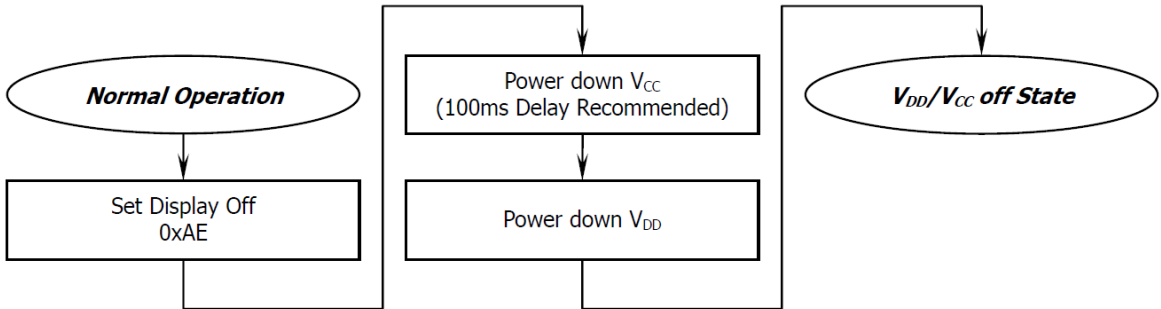 Normal Operation
Set Display Off
0xAE
Power down VCC
(100ms Delay Recommended)
Power down VDD
VDD/VCC off State